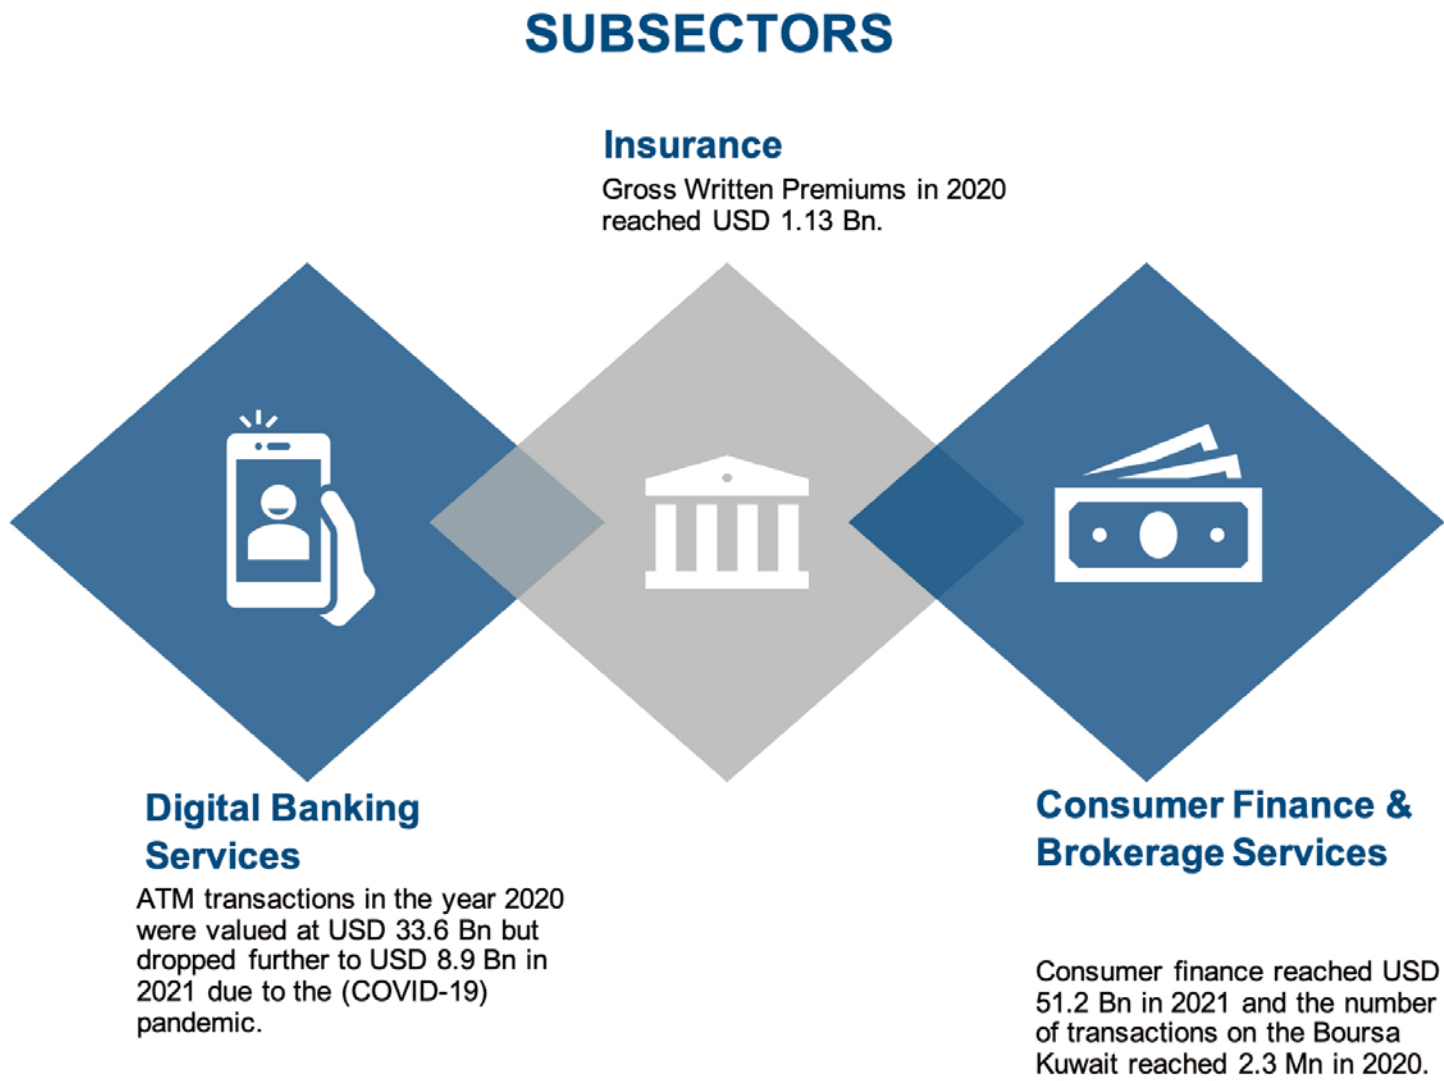 SUBSECTORS
Insurance
Gross Written Premiums in 2020
reached USD 1.13 Bn.
Digital Banking
Services
ATM transactions in the year 2020
were valued at USD 33.6 Bn but
dropped further to USD 8.9 Bn in
2021 due to the (COVID-19)
pandemic.
Consumer Finance &
Brokerage Services
Consumer finance reached USD
51.2 Bn in 2021 and the number
of transactions on the Boursa
Kuwait reached 2.3 Mn in 2020.